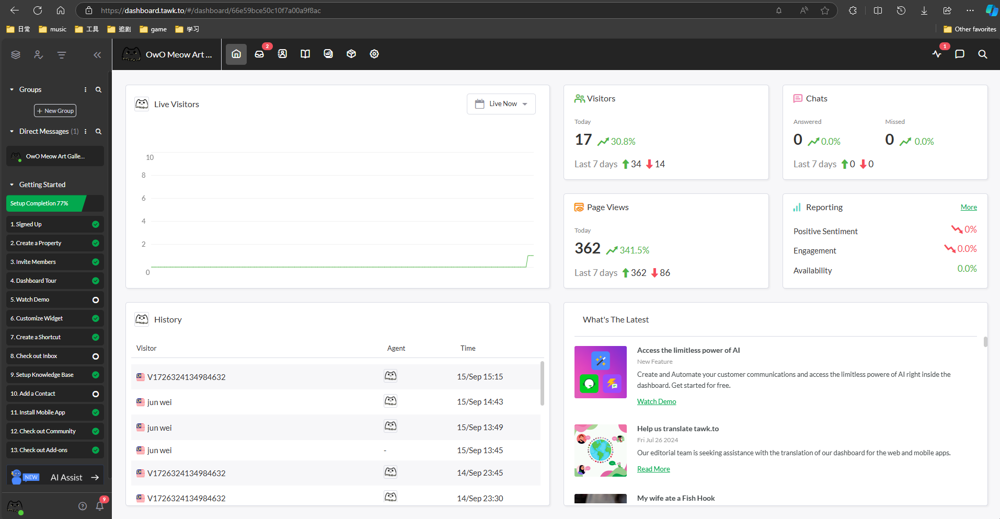 https://dashboard.tawk.to/#/dashboard/66e59bce50c10f7a00a9f8ac
日常
music
工具
追剧
game
学习
Other favorites
OwO Meow Art ...
2
1
Groups
+ New Group
Direct Messages (1)
OwO Meow Art Galle...
Getting Started
Setup Completion 77%
1. Signed Up
2. Create a Property
3. Invite Members
4. Dashboard Tour
5. Watch Demo
6. Customize Widget
7. Create a Shortcut
8. Check out Inbox
9. Setup Knowledge Base
10. Add a Contact
11. Install Mobile App
12. Check out Community
13. Check out Add-ons
NEW AI Assist
9
Live Visitors
Live Now
10
8
6
4
2
0
Visitors
Today
17 30.8%
Last 7 days 34 14
Chats
Answered Missed
0 0.0% 0 0.0%
Last 7 days 0 0
Page Views
Today
362 341.5%
Last 7 days 362 86
Reporting More
Positive Sentiment 0%
Engagement 0.0%
Availability 0.0%
History
Visitor Agent Time
V1726324134984632 15/Sep 15:15
jun wei 15/Sep 14:43
jun wei 15/Sep 13:49
jun wei - 15/Sep 13:45
V1726324134984632 14/Sep 23:45
V1726324134984632 14/Sep 23:30
What's The Latest
Access the limitless power of AI
New Feature
Create and Automate your customer communications and access the limitless powere of AI right inside the
dashboard. Get started for free.
Watch Demo
Help us translate tawk.to
Fri Jul 26 2024
Our editorial team is seeking assistance with the translation of our dashboard for the web and mobile apps.
Read More
My wife ate a Fish Hook